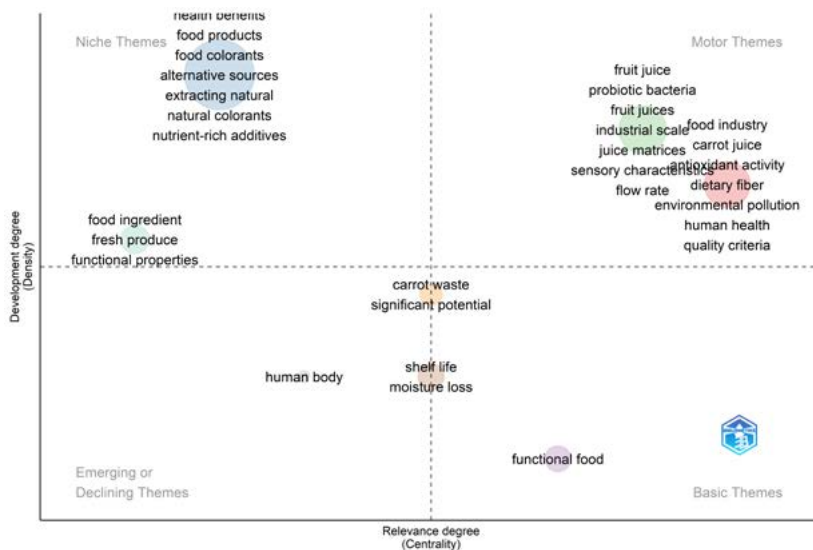 Niche Themes
health benefits
food products
food colorants
alternative sources
extracting natural
natural colorants
nutrient-rich additives
Motor Themes
fruit juice
probiotic bacteria
fruit juices
industrial scale
juice matrices
sensory characteristics
flow rate
food industry
carrot juice
antioxidant activity
dietary fiber
environmental pollution
human health
quality criteria
food ingredient
fresh produce
functional properties
Development degree
(Density)
carrot waste
significant potential
human body
shelf life
moisture loss
functional food
Emerging or
Declining Themes
Basic Themes
Relevance degree
(Centrality)